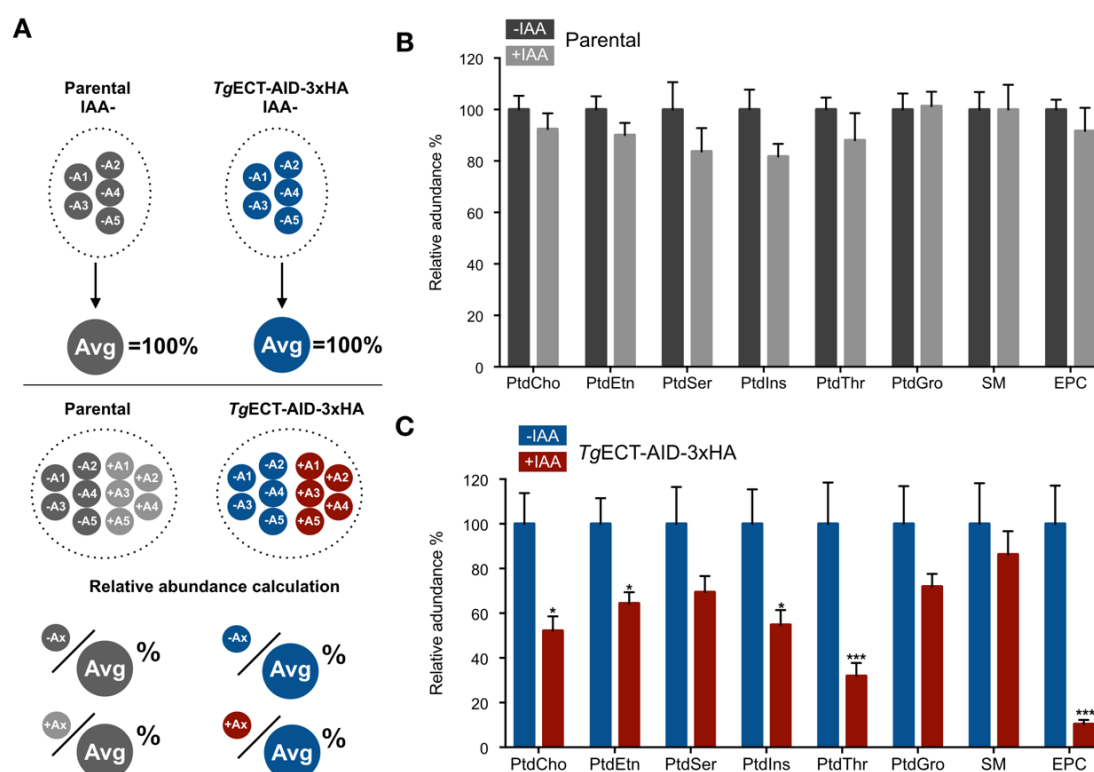 A
Parental
IAA-
TgECT-AID-3xHA
IAA-
-A1
-A2
-A3
-A4
-A5
-A1
-A2
-A3
-A4
-A5
Avg =100%
Avg =100%
Parental
TgECT-AID-3xHA
-A1
-A2
-A3
-A4
-A5
+A1
+A2
+A3
+A4
+A5
-A1
-A2
-A3
-A4
-A5
+A1
+A2
+A3
+A4
+A5
Relative abundance calculation
-Ax / Avg %
-Ax / Avg %
+Ax / Avg %
+Ax / Avg %
B
-IAA
+IAA
Parental
Relative adundance %
120
100
80
60
40
20
0
PtdCho PtdEtn PtdSer PtdIns PtdThr PtdGro SM EPC
C
-IAA
+IAA
TgECT-AID-3xHA
Relative adundance %
120
100
80
60
40
20
0
* * * *** ***
PtdCho PtdEtn PtdSer PtdIns PtdThr PtdGro SM EPC